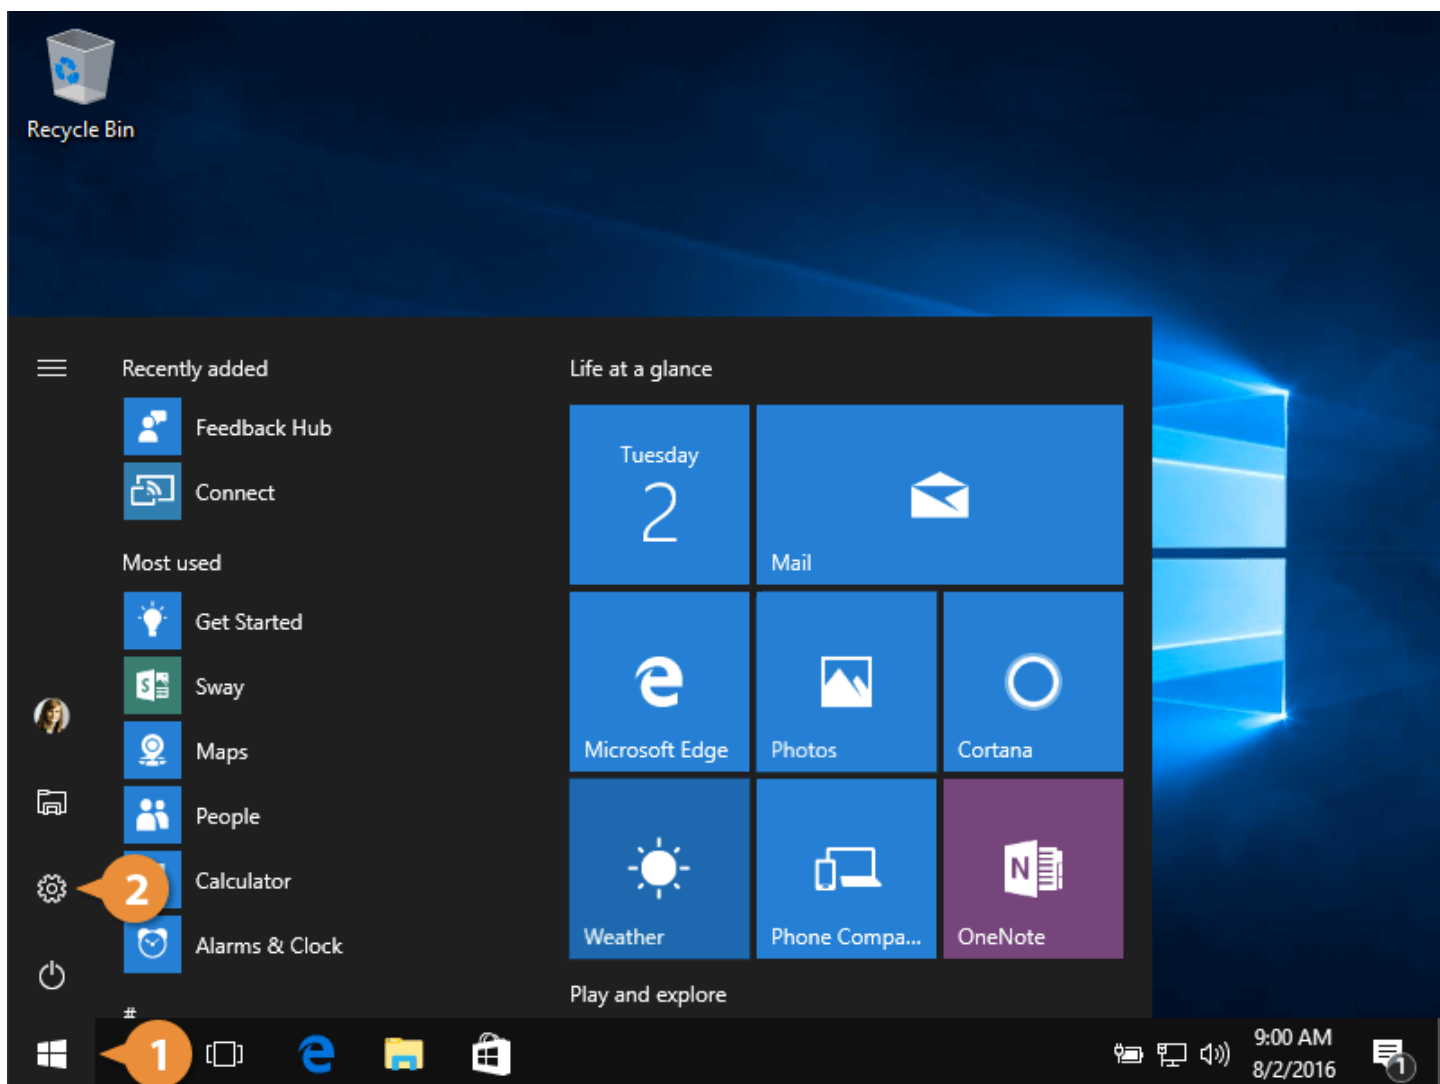 Recycle Bin
Recently added
Feedback Hub
Connect
Most used
Get Started
Sway
Maps
People
2
Calculator
Alarms & Clock
#
Life at a glance
Tuesday
2
Mail
Microsoft Edge
Photos
Cortana
Weather
Phone Compa...
OneNote
Play and explore
1
9:00 AM
8/2/2016
1